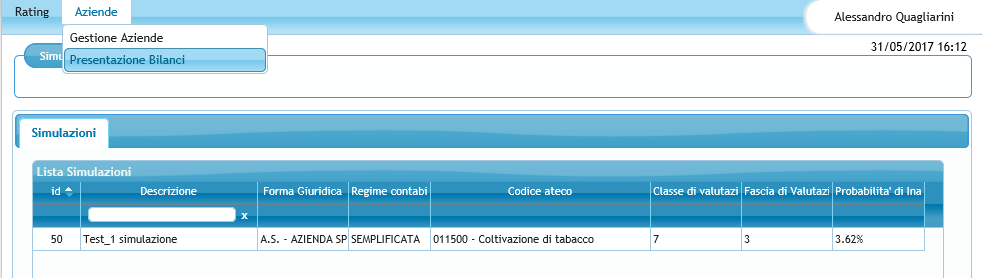 Rating Aziende Alessandro Quagliarini
Gestione Aziende
31/05/2017 16:12
Simu
Presentazione Bilanci
Simulazioni
Lista Simulazioni
id Descrizione Forma Giuridica Regime contabi Codice ateco Classe di valutazi Fascia di Valutazi Probabilita' di Ina
x
50 Test_1 simulazione A.S. - AZIENDA SP SEMPLIFICATA 011500 - Coltivazione di tabacco 7 3 3.62%